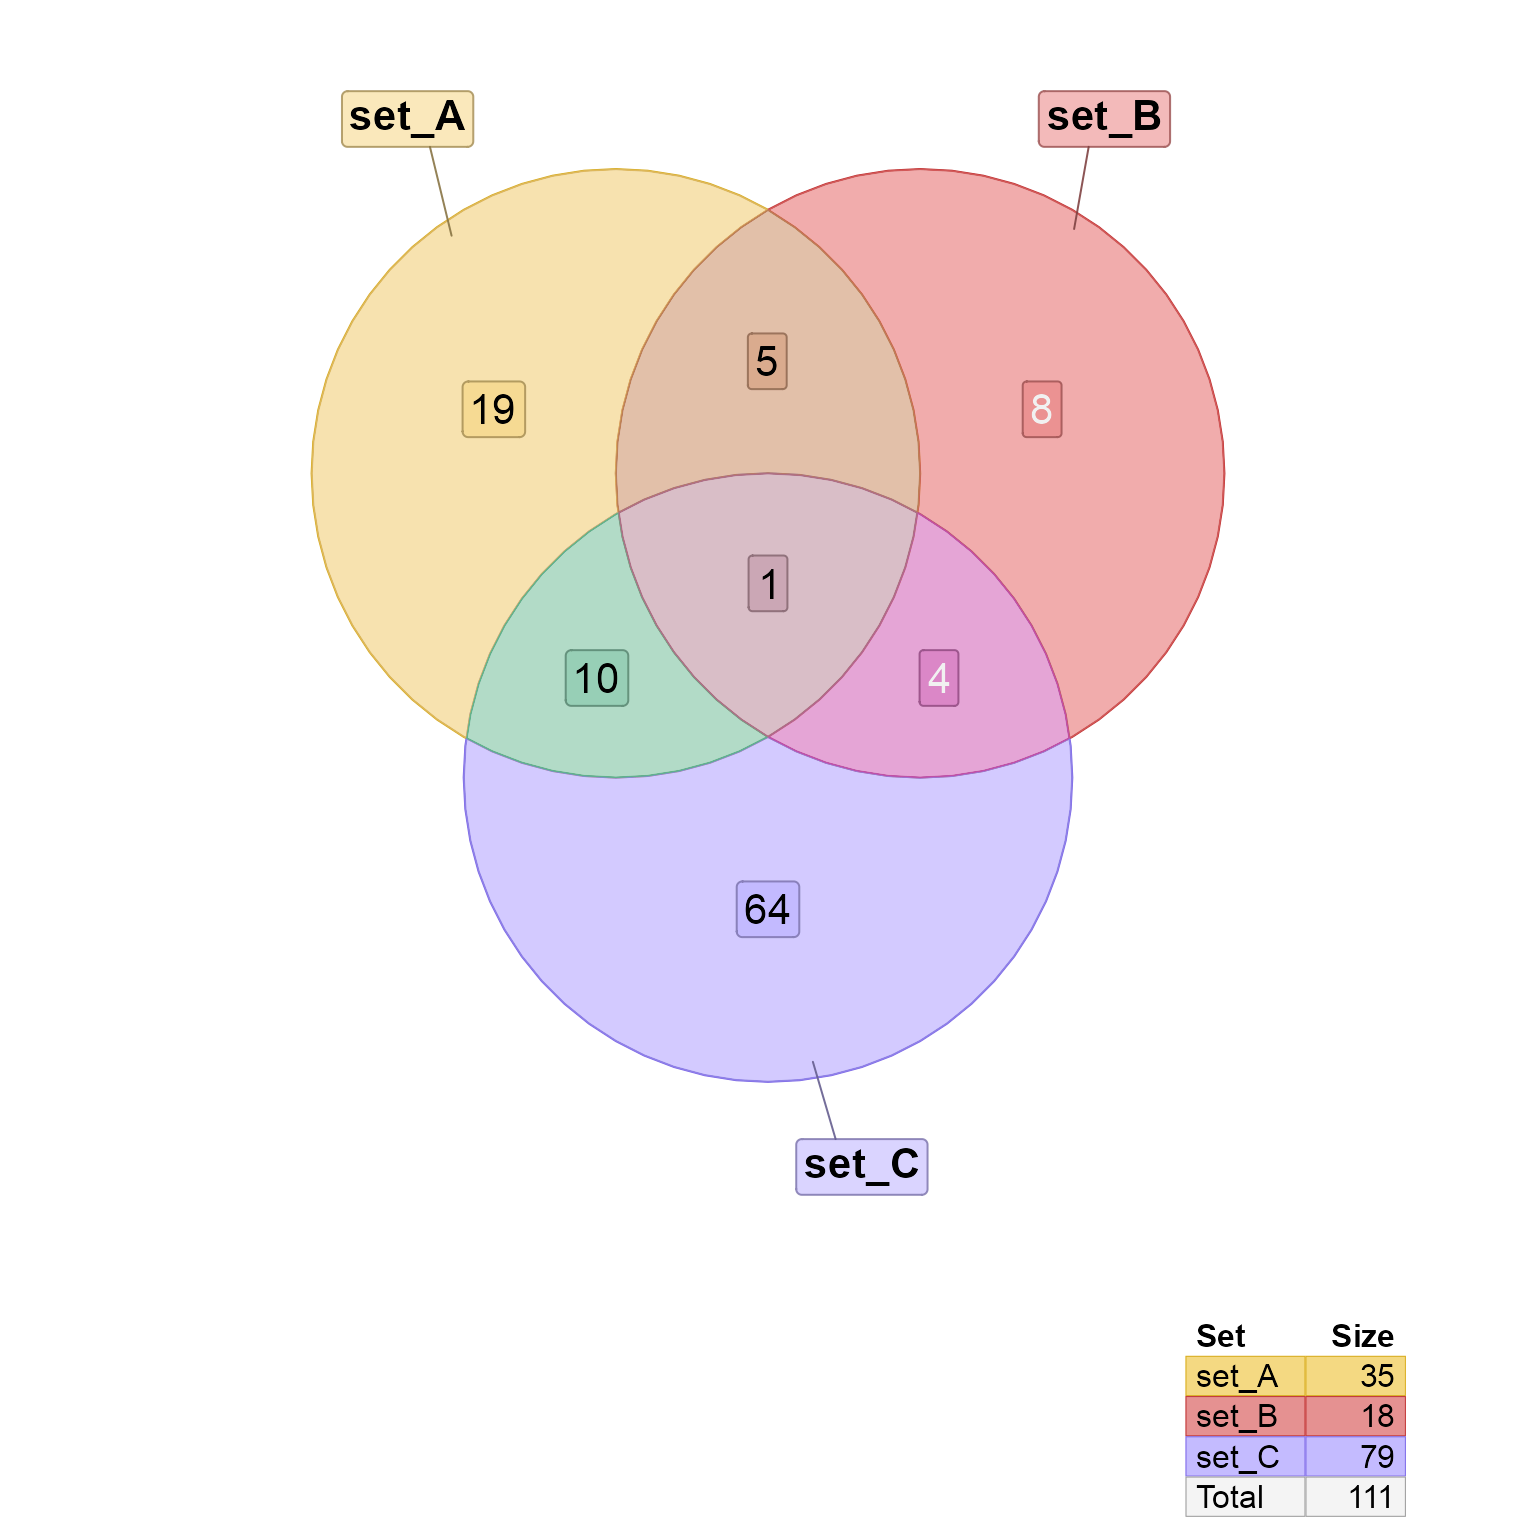 set_A
set_B
5
19
8
1
10
4
64
set_C
Set Size
set_A 35
set_B 18
set_C 79
Total 111